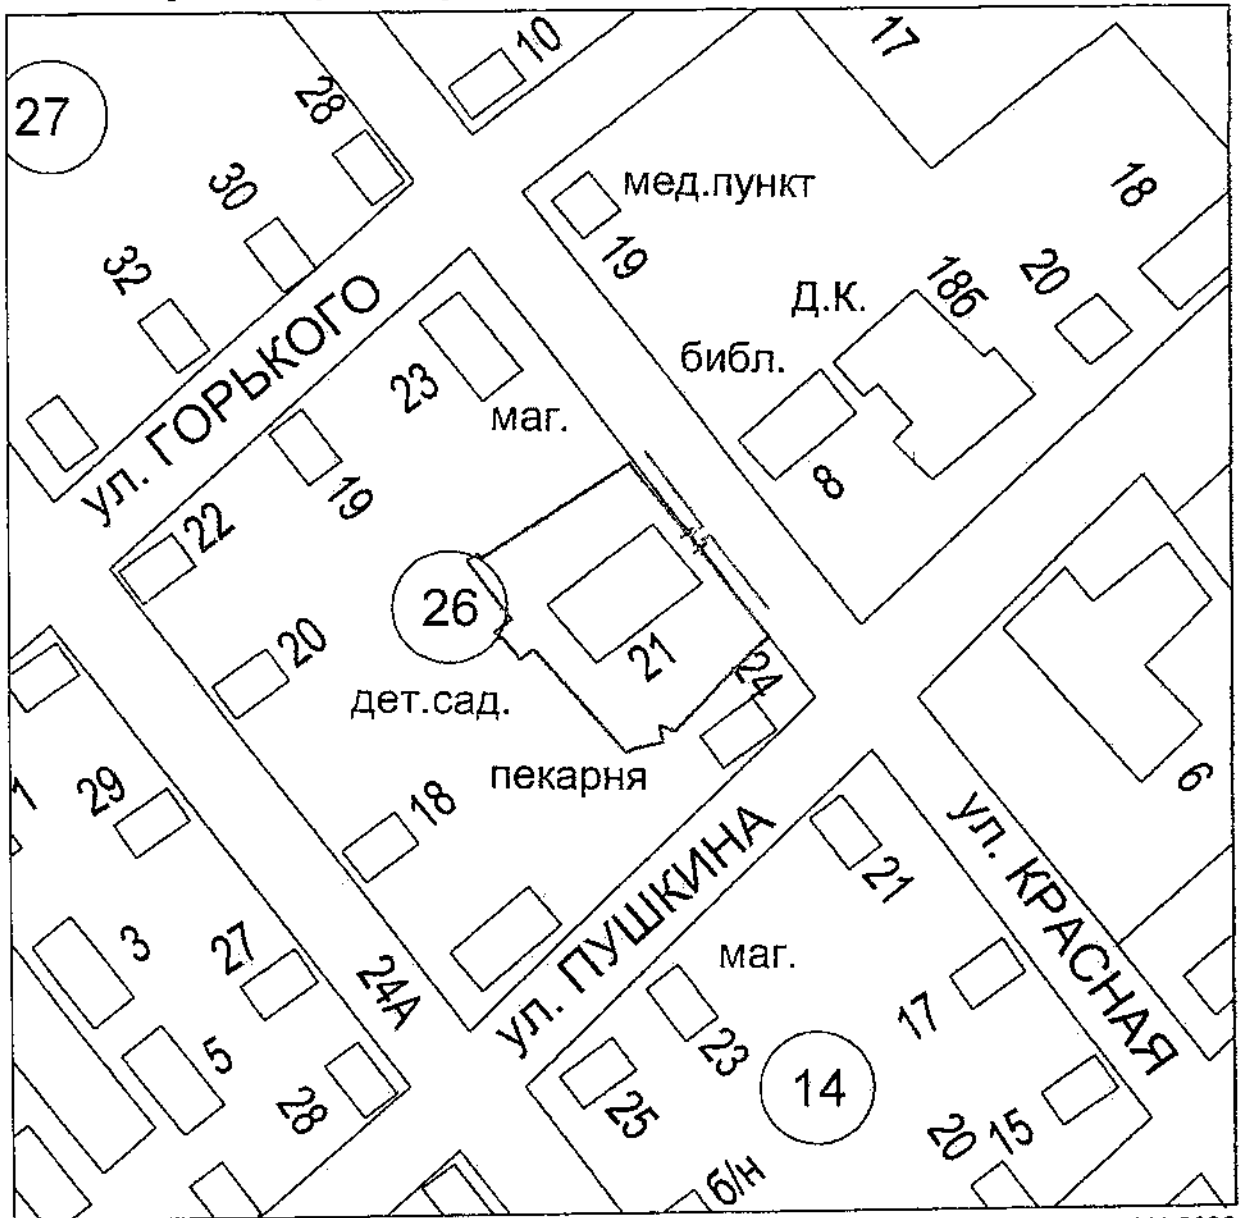 10
17
28
27
мед.пункт
18
30
19
20
32
Д.К.
18б
библ.
ул. ГОРЬКОГО
23
маг.
8
19
22
26
20
21
24
дет.сад.
пекарня
6
1
29
18
ул. ПУШКИНА
21
ул. КРАСНАЯ
3
27
маг.
24А
17
5
23
14
28
25
20
15
б/н